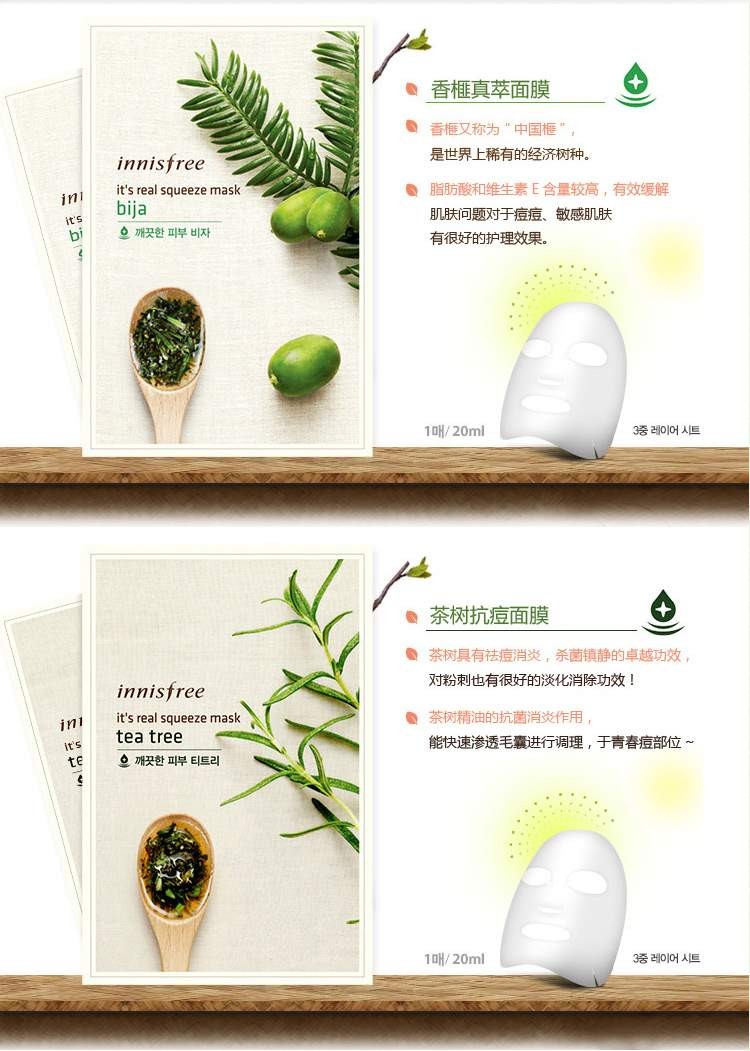 香榧真萃面膜
香榧又称为＂中国榧＂，
是世界上稀有的经济树种。
脂肪酸和维生素 E 含量较高，有效缓解
肌肤问题对于痘痘、敏感肌肤
有很好的护理效果。
innisfree
it's real squeeze mask
bija
깨끗한 피부 비자
inn
it's
bi
1매/ 20ml
3중 레이어 시트
茶树抗痘面膜
茶树具有祛痘消炎，杀菌镇静的卓越功效，
对粉刺也有很好的淡化消除功效！
茶树精油的抗菌消炎作用，
能快速渗透毛囊进行调理，于青春痘部位 ~
innisfree
it's real squeeze mask
tea tree
깨끗한 피부 티트리
inn
it's
te
1매/ 20ml
3중 레이어 시트